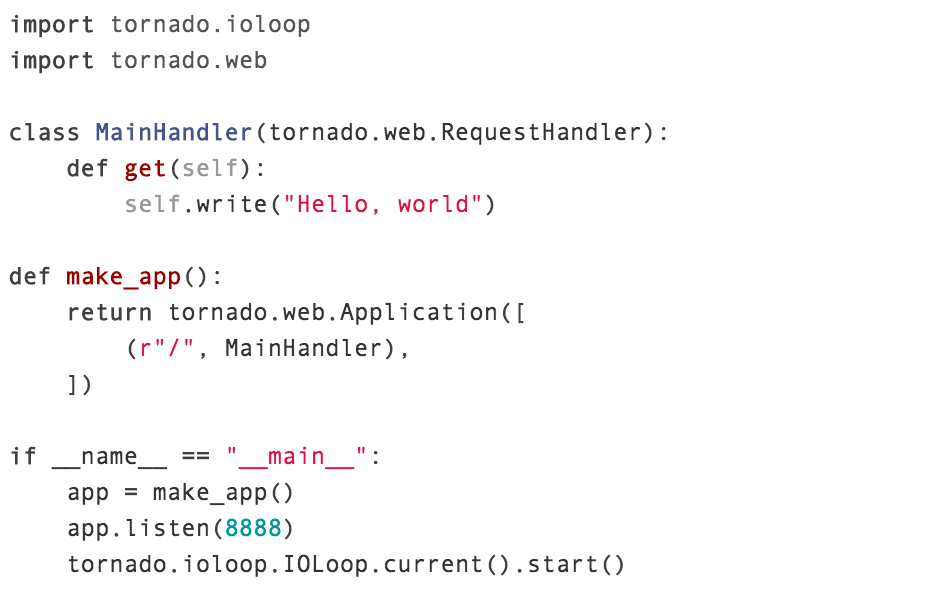 import tornado.ioloop
import tornado.web

class MainHandler(tornado.web.RequestHandler):
    def get(self):
        self.write("Hello, world")

def make_app():
    return tornado.web.Application([
        (r"/", MainHandler),
    ])

if __name__ == "__main__":
    app = make_app()
    app.listen(8888)
    tornado.ioloop.IOLoop.current().start()